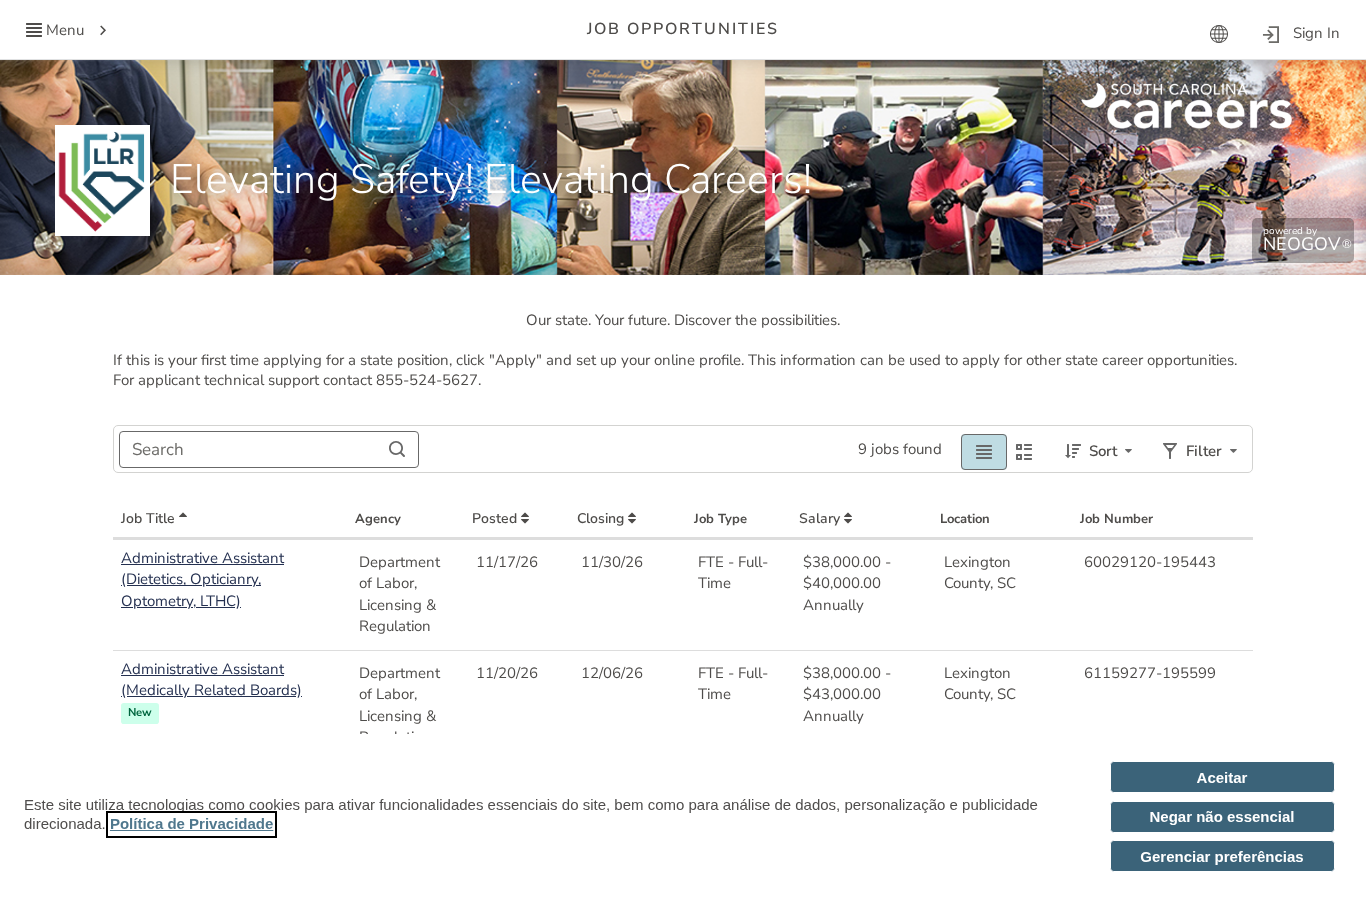 Menu
JOB OPPORTUNITIES
Sign In
SOUTH CAROLINA
careers
LLR
Elevating Safety! Elevating Careers!
powered by
NEOGOV®
Our state. Your future. Discover the possibilities.
If this is your first time applying for a state position, click "Apply" and set up your online profile. This information can be used to apply for other state career opportunities.
For applicant technical support contact 855-524-5627.
Search
9 jobs found
Sort
Filter
Job Title Agency Posted Closing Job Type Salary Location Job Number
Administrative Assistant
(Dietetics, Opticianry,
Optometry, LTHC)
Department
of Labor,
Licensing &
Regulation
11/17/26
11/30/26
FTE - Full-
Time
$38,000.00 -
$40,000.00
Annually
Lexington
County, SC
60029120-195443
Administrative Assistant
(Medically Related Boards)
New
Department
of Labor,
Licensing &
11/20/26
12/06/26
FTE - Full-
Time
$38,000.00 -
$43,000.00
Annually
Lexington
County, SC
61159277-195599
Este site utiliza tecnologias como cookies para ativar funcionalidades essenciais do site, bem como para análise de dados, personalização e publicidade
direcionada. Política de Privacidade
Aceitar
Negar não essencial
Gerenciar preferências